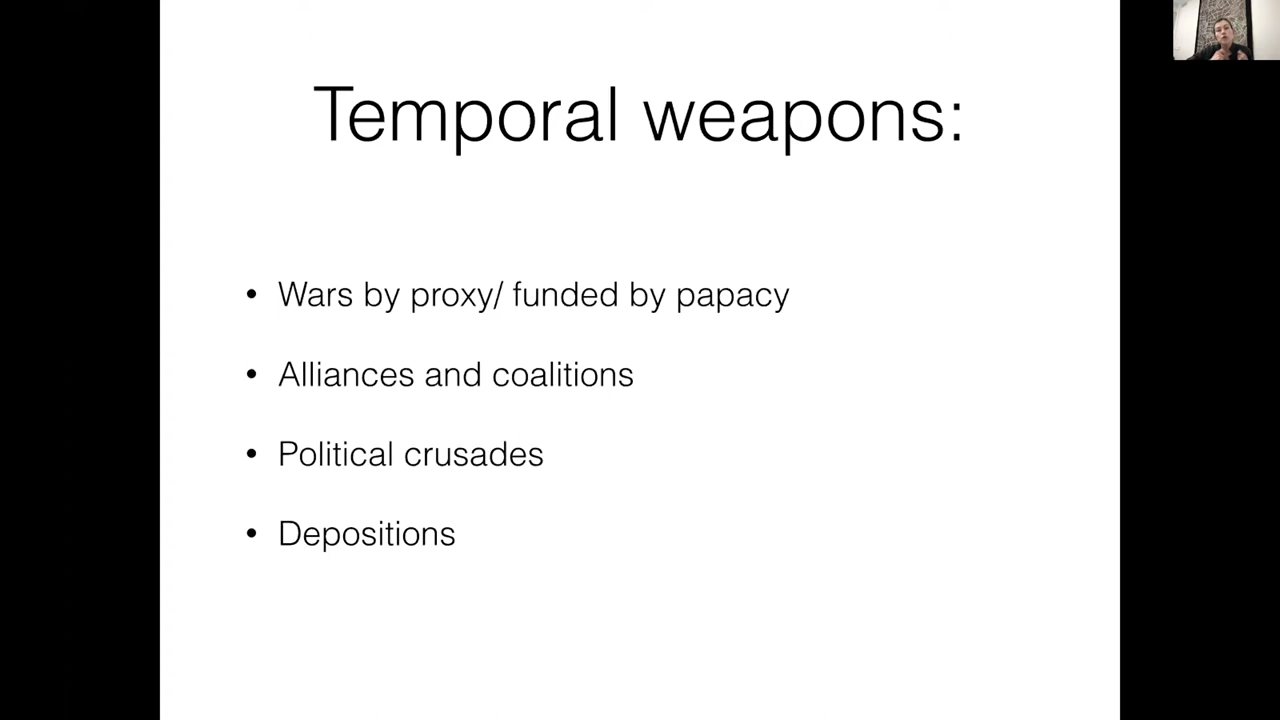 Temporal weapons:
• Wars by proxy/ funded by papacy
• Alliances and coalitions
• Political crusades
• Depositions